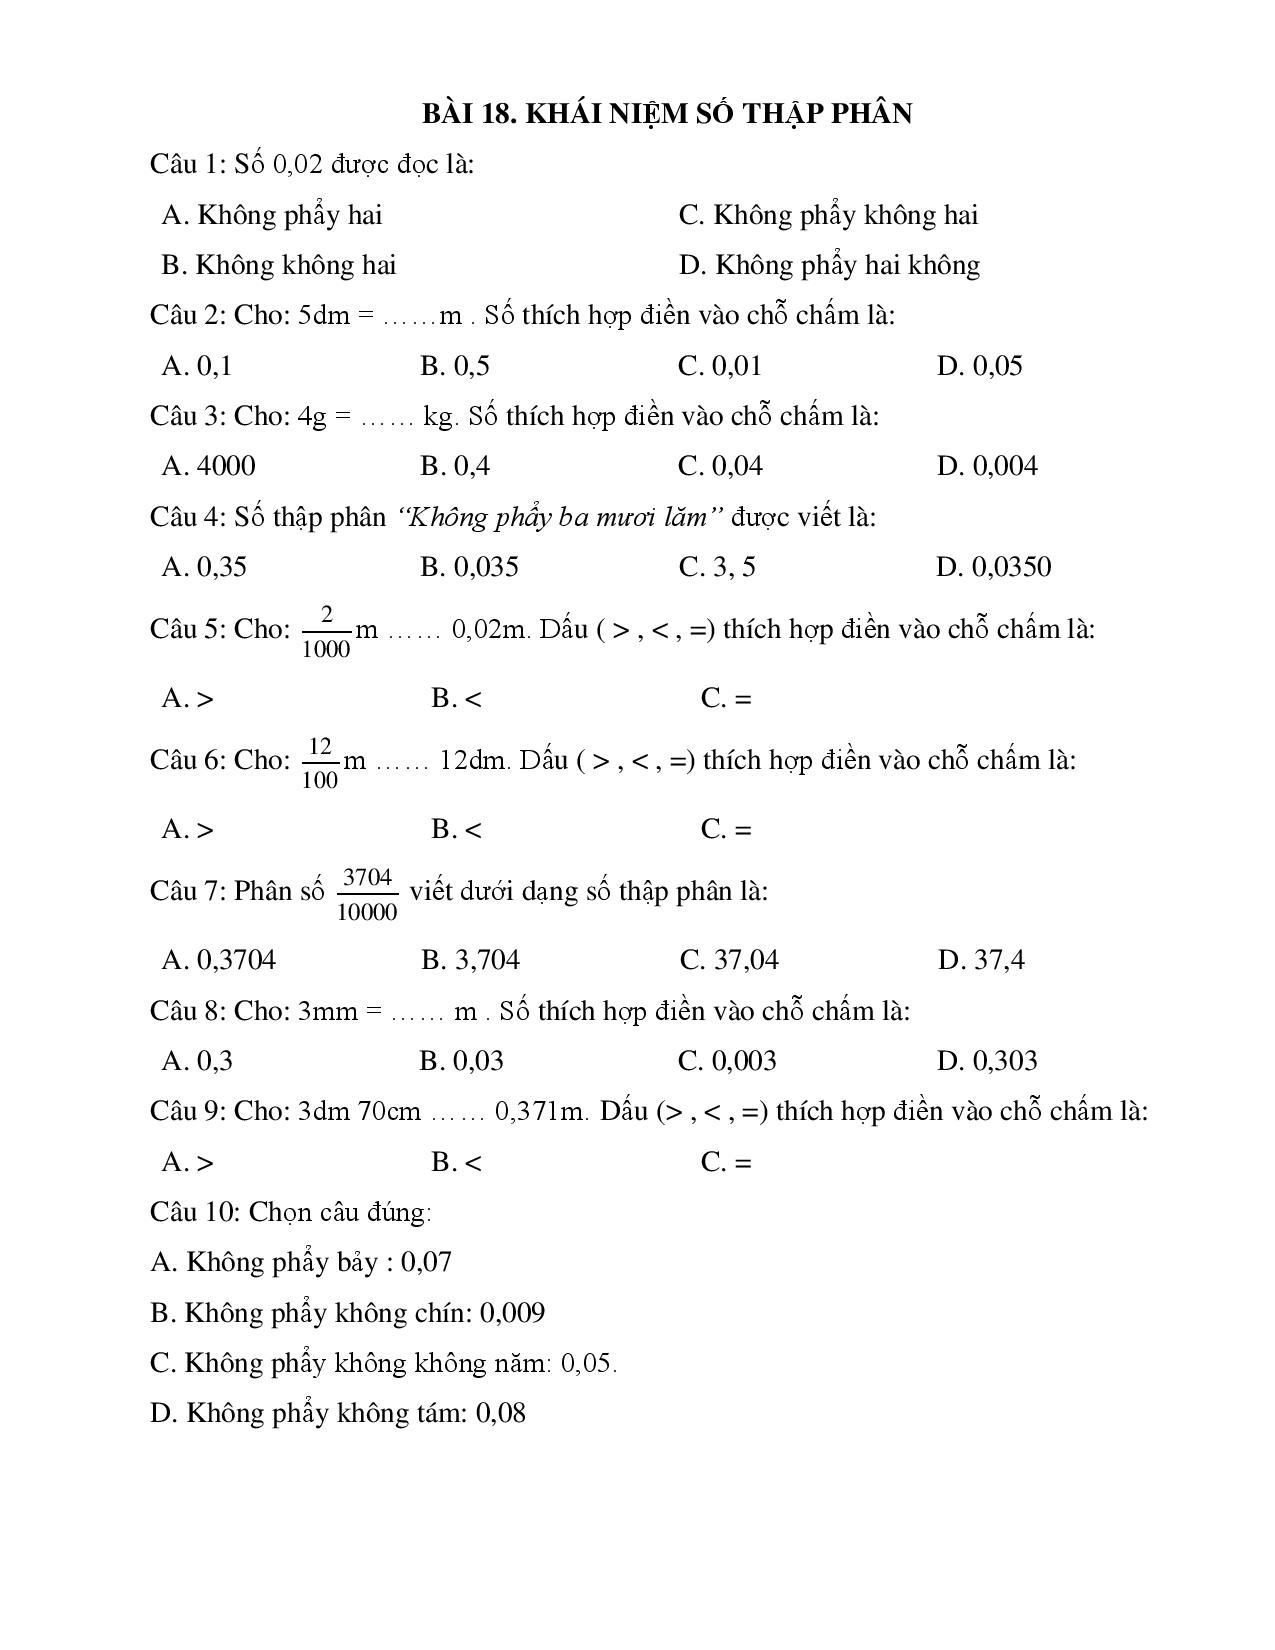 BÀI 18. KHÁI NIỆM SỐ THẬP PHÂN
Câu 1: Số 0,02 được đọc là:
A. Không phẩy hai C. Không phẩy không hai
B. Không không hai D. Không phẩy hai không
Câu 2: Cho: 5dm = ……m . Số thích hợp điền vào chỗ chấm là:
A. 0,1 B. 0,5 C. 0,01 D. 0,05
Câu 3: Cho: 4g = …… kg. Số thích hợp điền vào chỗ chấm là:
A. 4000 B. 0,4 C. 0,04 D. 0,004
Câu 4: Số thập phân “Không phẩy ba mươi lăm” được viết là:
A. 0,35 B. 0,035 C. 3, 5 D. 0,0350
Câu 5: Cho: 2/1000 m …… 0,02m. Dấu ( > , < , =) thích hợp điền vào chỗ chấm là:
A. > B. < C. =
Câu 6: Cho: 12/100 m …… 12dm. Dấu ( > , < , =) thích hợp điền vào chỗ chấm là:
A. > B. < C. =
Câu 7: Phân số 3704/10000 viết dưới dạng số thập phân là:
A. 0,3704 B. 3,704 C. 37,04 D. 37,4
Câu 8: Cho: 3mm = …… m . Số thích hợp điền vào chỗ chấm là:
A. 0,3 B. 0,03 C. 0,003 D. 0,303
Câu 9: Cho: 3dm 70cm …… 0,371m. Dấu (> , < , =) thích hợp điền vào chỗ chấm là:
A. > B. < C. =
Câu 10: Chọn câu đúng:
A. Không phẩy bảy : 0,07
B. Không phẩy không chín: 0,009
C. Không phẩy không không năm: 0,05.
D. Không phẩy không tám: 0,08